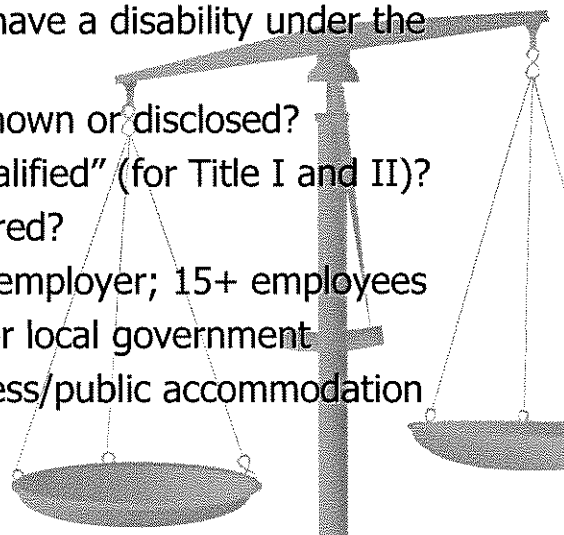 have a disability under the
nown or disclosed?
alified” (for Title I and II)?
red?
employer; 15+ employees
r local government
ess/public accommodation